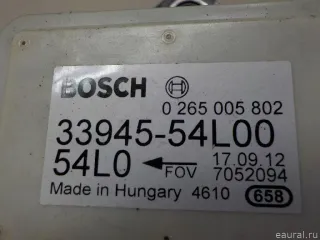 BOSCH
0 265 005 802
33945-54L00
54L0 FOV 17.09.12
7052094
Made in Hungary 4610 658
eaural.ru